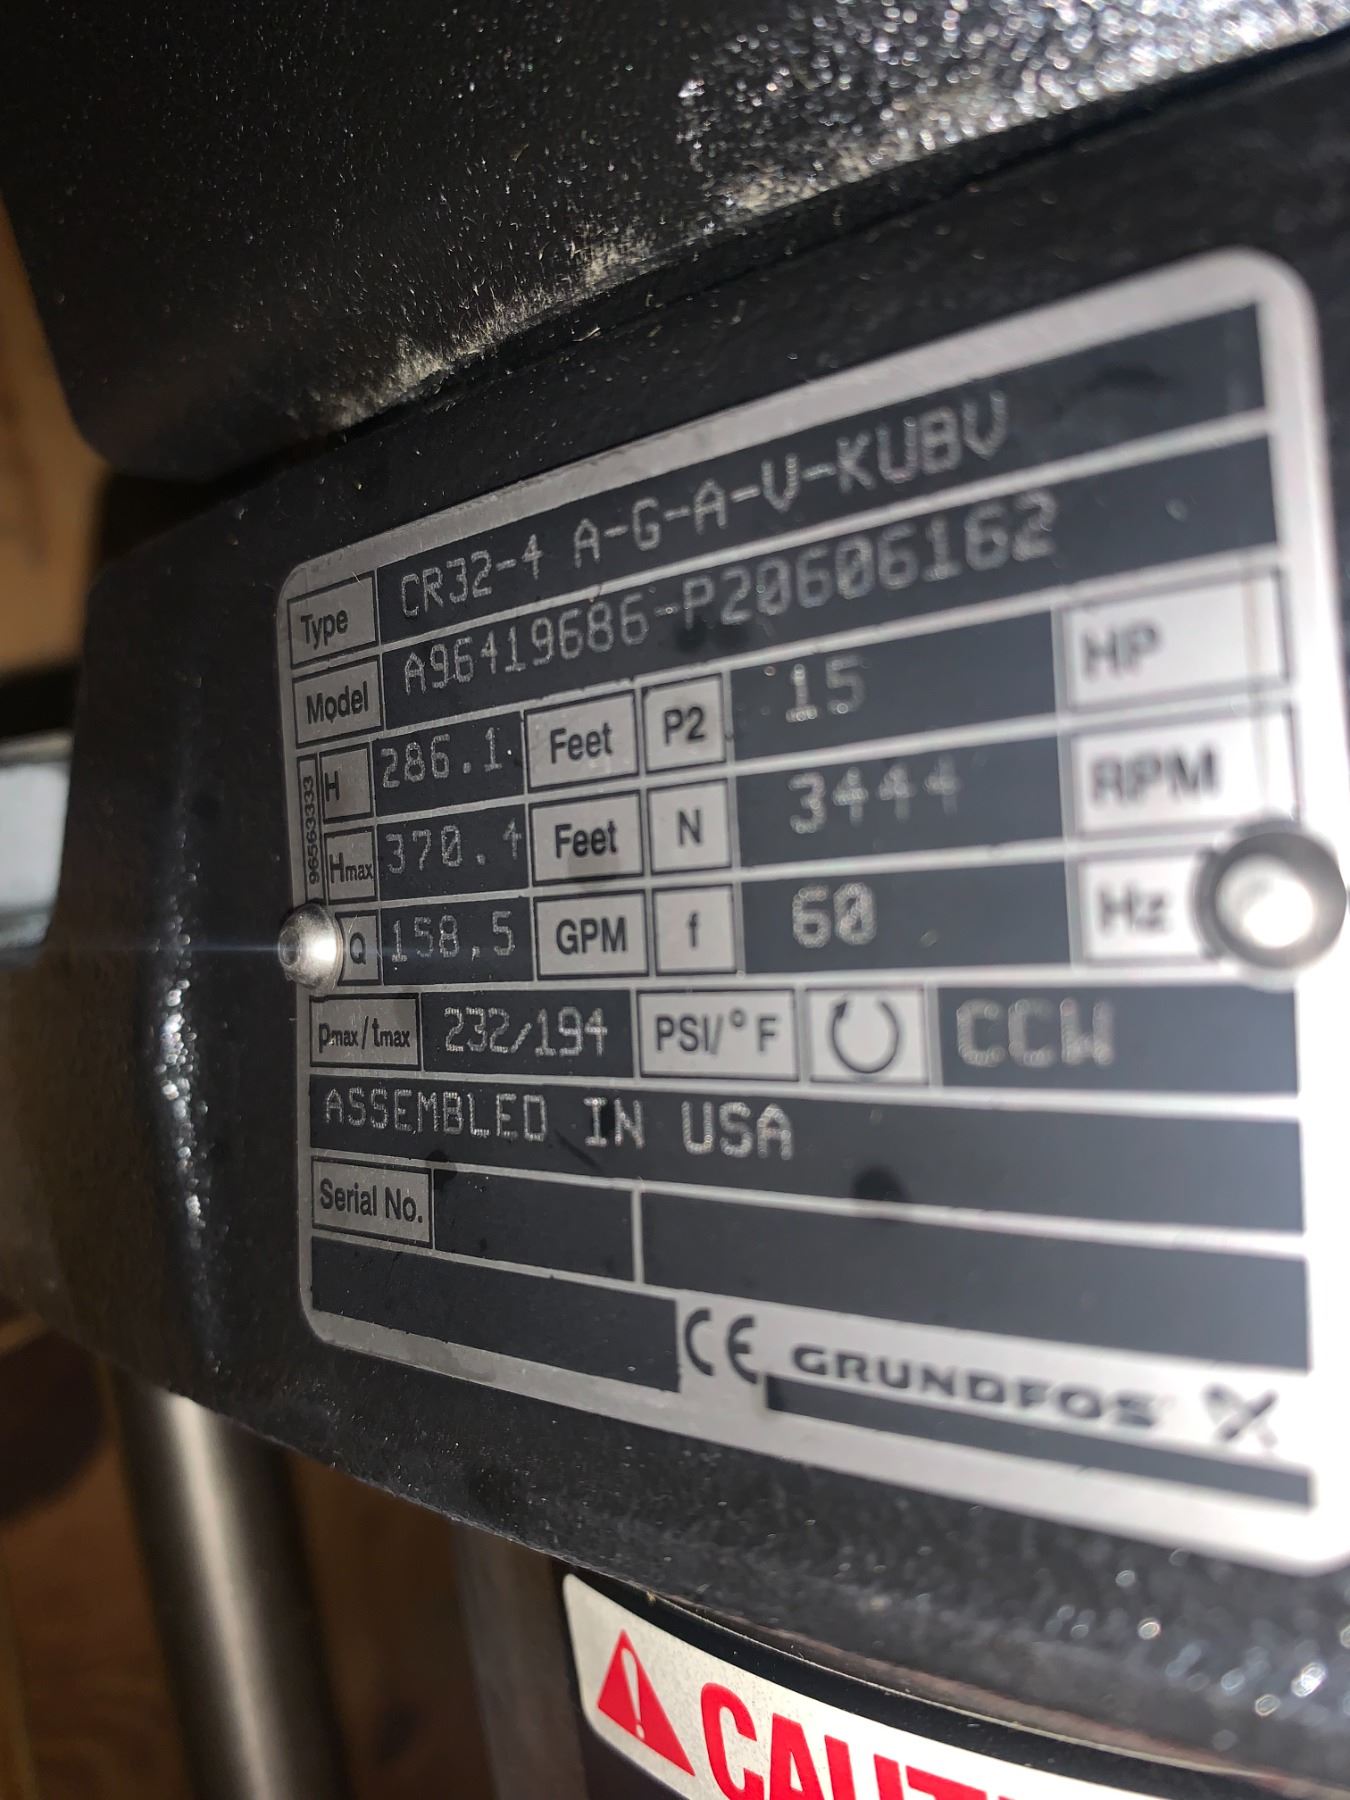 Type CR32-4 A-G-A-V-KUBV
Model A96419686-P20606162
96563333
H 286.1 Feet P2 15 HP
Hmax 370.4 Feet N 3444 RPM
Q 158.5 GPM f 60 Hz
pmax/tmax 232/194 PSI/°F CCW
ASSEMBLED IN USA
Serial No.
CE GRUNDFOS